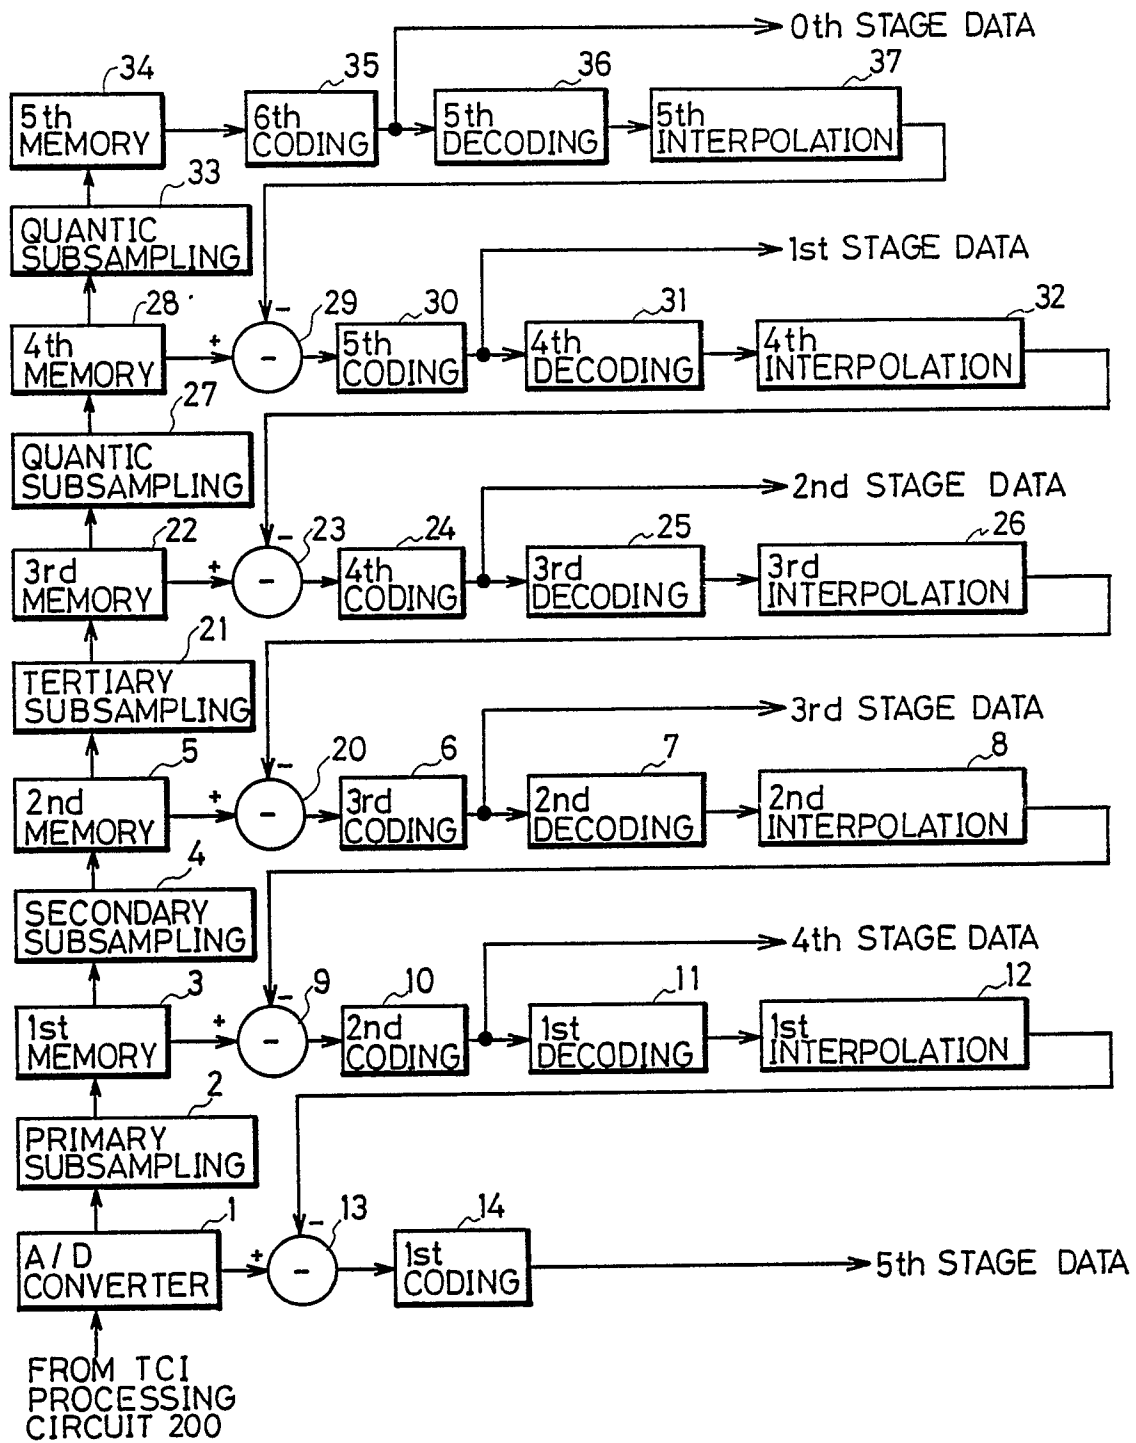 0th STAGE DATA
34
35
36
37
5th
MEMORY
6th
CODING
5th
DECODING
5th
INTERPOLATION
33
QUANTIC
SUBSAMPLING
1st STAGE DATA
28
29
30
31
32
4th
MEMORY
+
−
-
5th
CODING
4th
DECODING
4th
INTERPOLATION
27
QUANTIC
SUBSAMPLING
2nd STAGE DATA
22
23
24
25
26
3rd
MEMORY
+
−
-
4th
CODING
3rd
DECODING
3rd
INTERPOLATION
21
TERTIARY
SUBSAMPLING
3rd STAGE DATA
5
20
6
7
8
2nd
MEMORY
+
−
-
3rd
CODING
2nd
DECODING
2nd
INTERPOLATION
4
SECONDARY
SUBSAMPLING
4th STAGE DATA
3
9
10
11
12
1st
MEMORY
+
−
-
2nd
CODING
1st
DECODING
1st
INTERPOLATION
2
PRIMARY
SUBSAMPLING
1
13
14
A/D
CONVERTER
+
−
-
1st
CODING
5th STAGE DATA
FROM TCI
PROCESSING
CIRCUIT 200